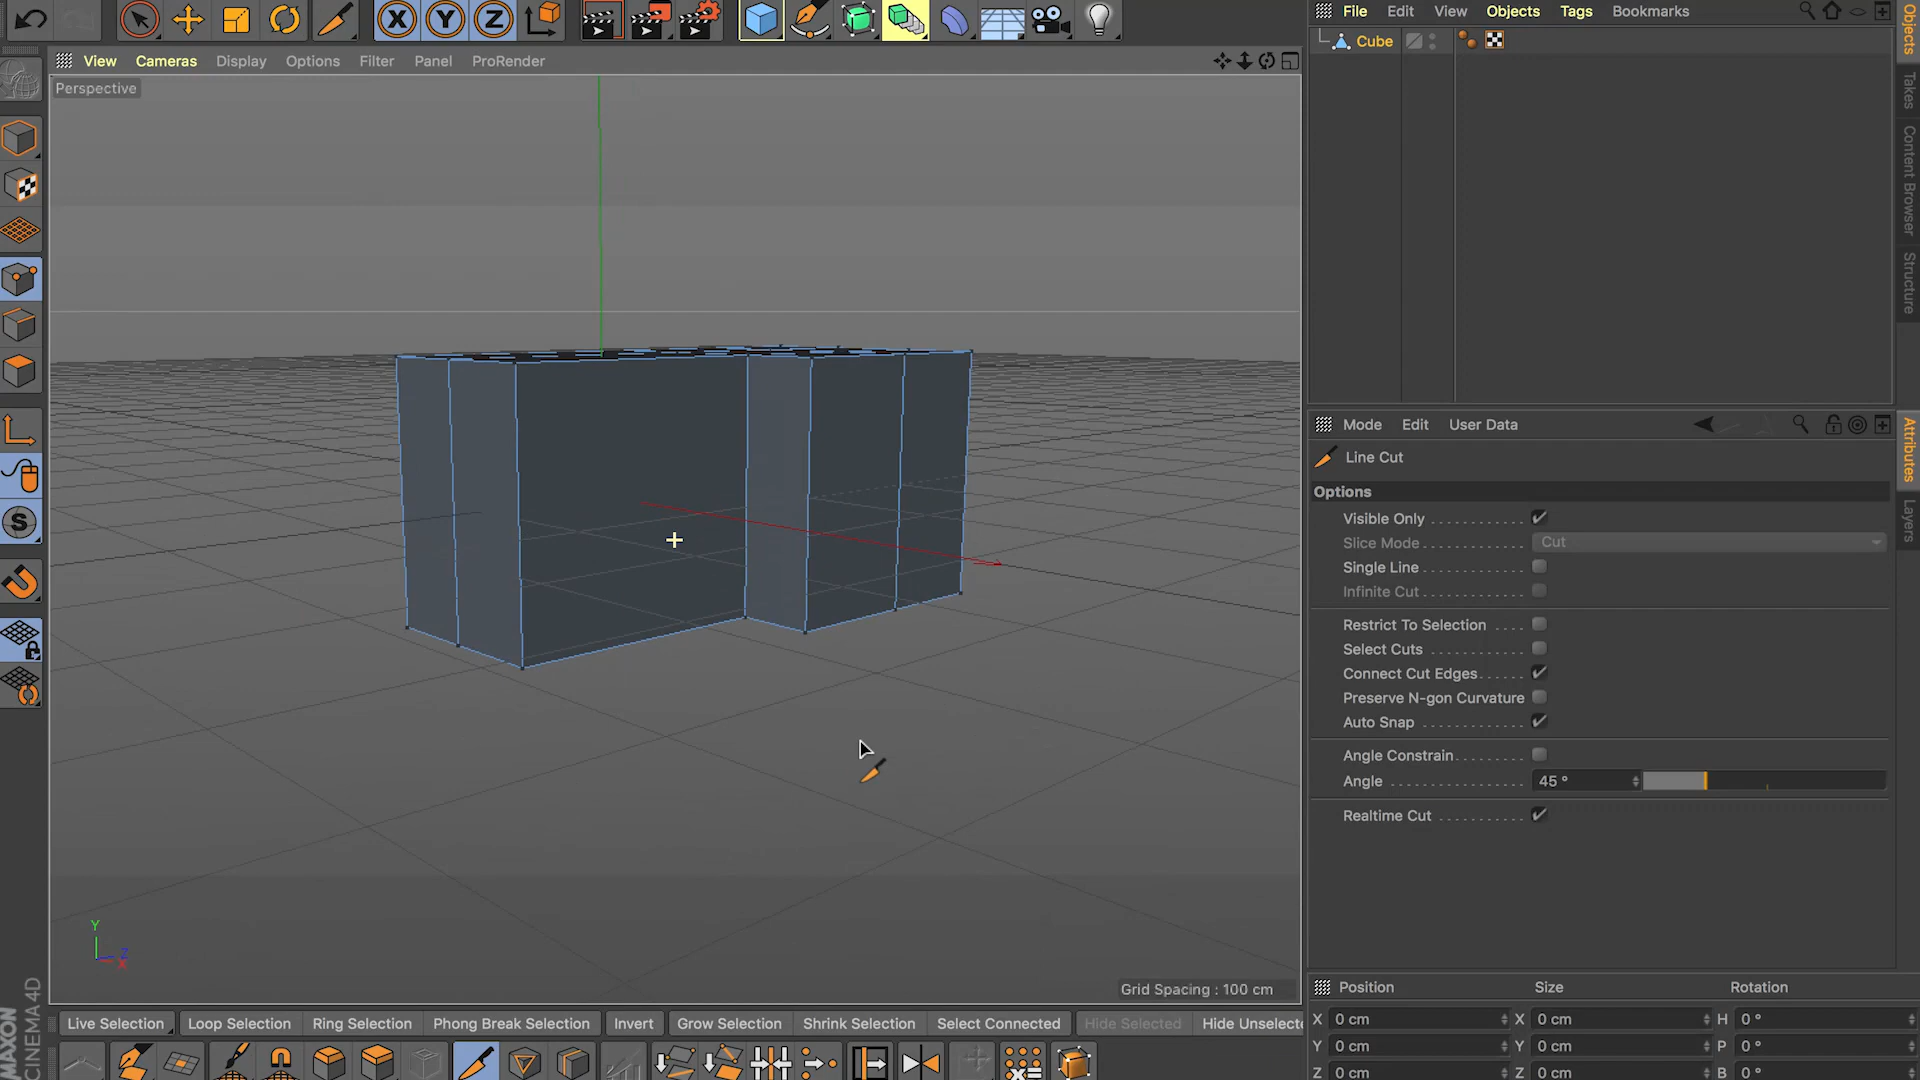 X Y Z
File Edit View Objects Tags Bookmarks
Cube
View Cameras Display Options Filter Panel ProRender
Perspective
Objects
Takes
Content Browser
Structure
Mode Edit User Data
Line Cut
Options
Visible Only
Slice Mode Cut
Single Line
Infinite Cut
Restrict To Selection
Select Cuts
Connect Cut Edges
Preserve N-gon Curvature
Auto Snap
Angle Constrain
Angle 45 °
Realtime Cut
Attributes
Layers
S
Y
Z
X
Grid Spacing : 100 cm
Position Size Rotation
X 0 cm X 0 cm H 0 °
Y 0 cm Y 0 cm P 0 °
Z 0 cm Z 0 cm B 0 °
Live Selection Loop Selection Ring Selection Phong Break Selection Invert Grow Selection Shrink Selection Select Connected Hide Selected Hide Unselecte
MAXON
CINEMA 4D